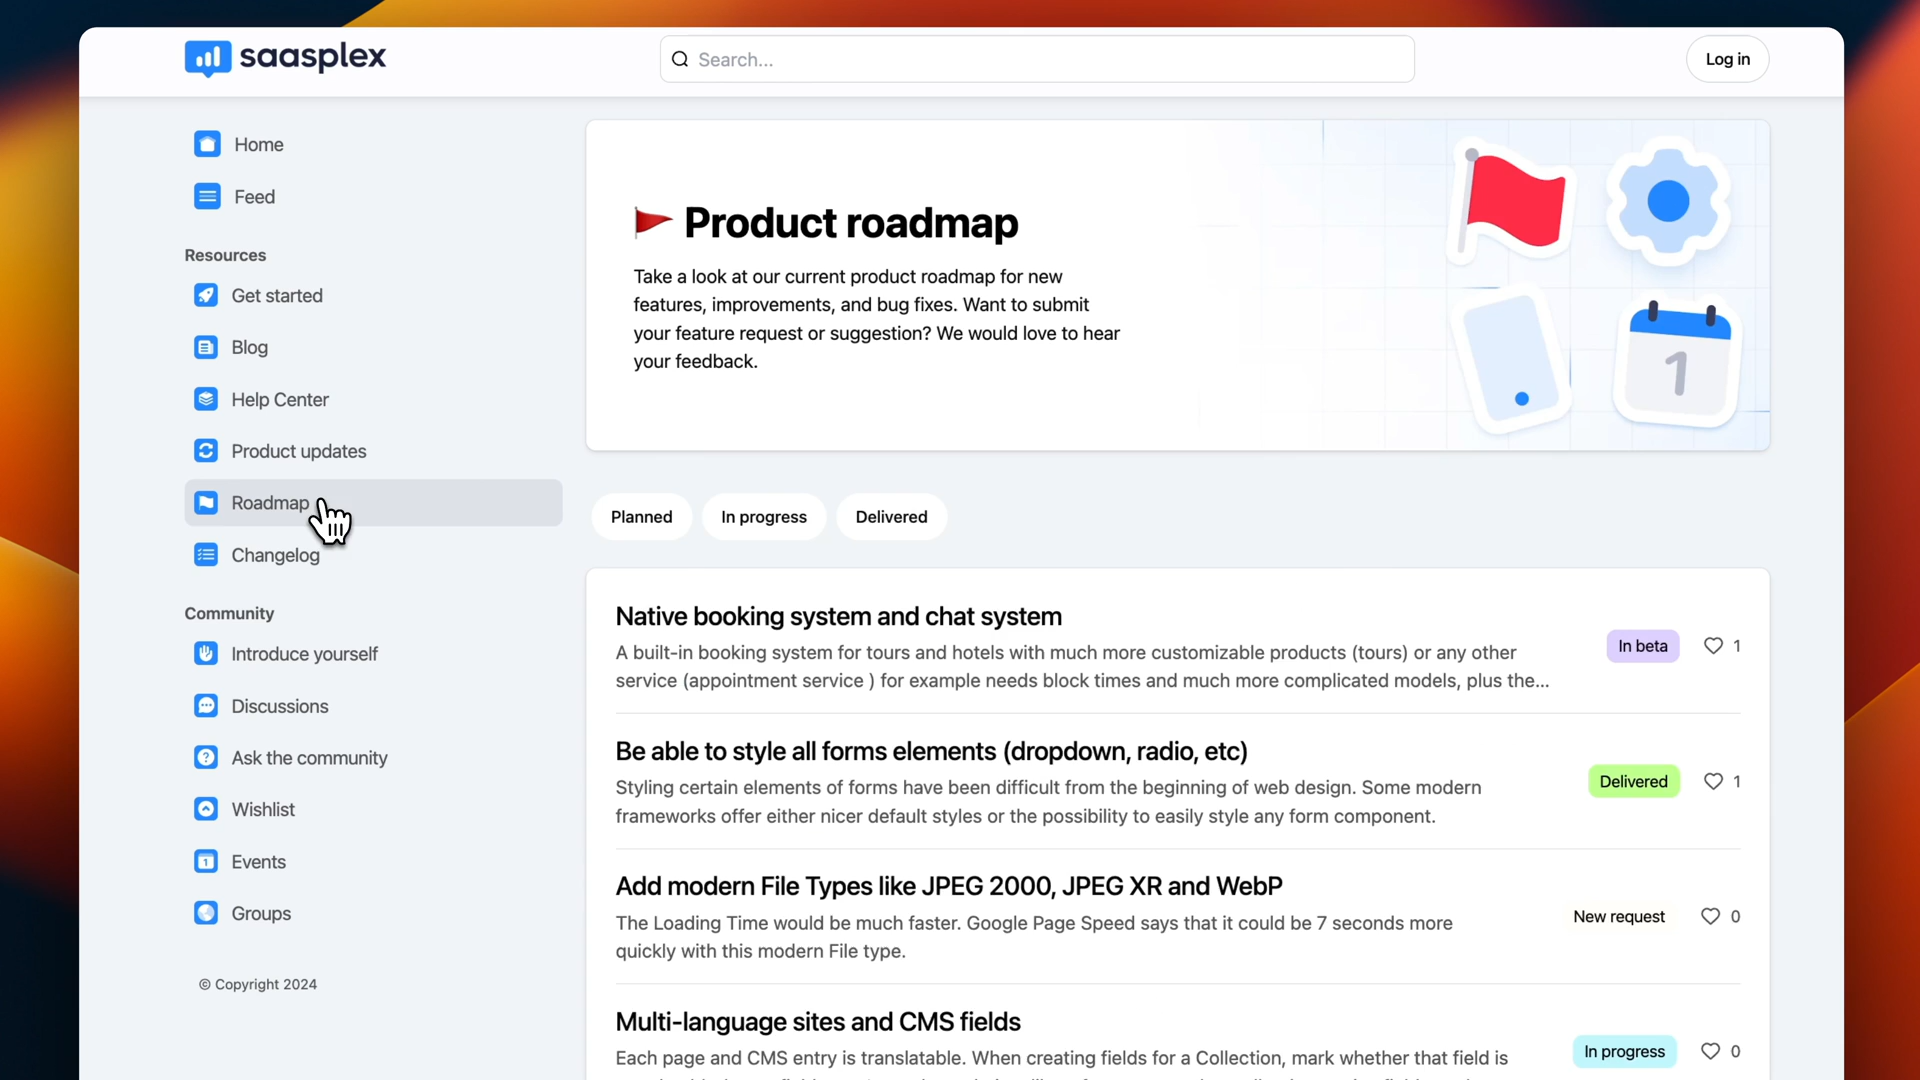 saasplex
Search...
Log in
Home
Feed
Resources
Get started
Blog
Help Center
Product updates
Roadmap
Changelog
Community
Introduce yourself
Discussions
Ask the community
Wishlist
1
Events
Groups
© Copyright 2024
Product roadmap
Take a look at our current product roadmap for new
features, improvements, and bug fixes. Want to submit
your feature request or suggestion? We would love to hear
your feedback.
1
Planned
In progress
Delivered
Native booking system and chat system
A built-in booking system for tours and hotels with much more customizable products (tours) or any other
service (appointment service ) for example needs block times and much more complicated models, plus the...
In beta
1
Be able to style all forms elements (dropdown, radio, etc)
Styling certain elements of forms have been difficult from the beginning of web design. Some modern
frameworks offer either nicer default styles or the possibility to easily style any form component.
Delivered
1
Add modern File Types like JPEG 2000, JPEG XR and WebP
The Loading Time would be much faster. Google Page Speed says that it could be 7 seconds more
quickly with this modern File type.
New request
0
Multi-language sites and CMS fields
Each page and CMS entry is translatable. When creating fields for a Collection, mark whether that field is
In progress
0